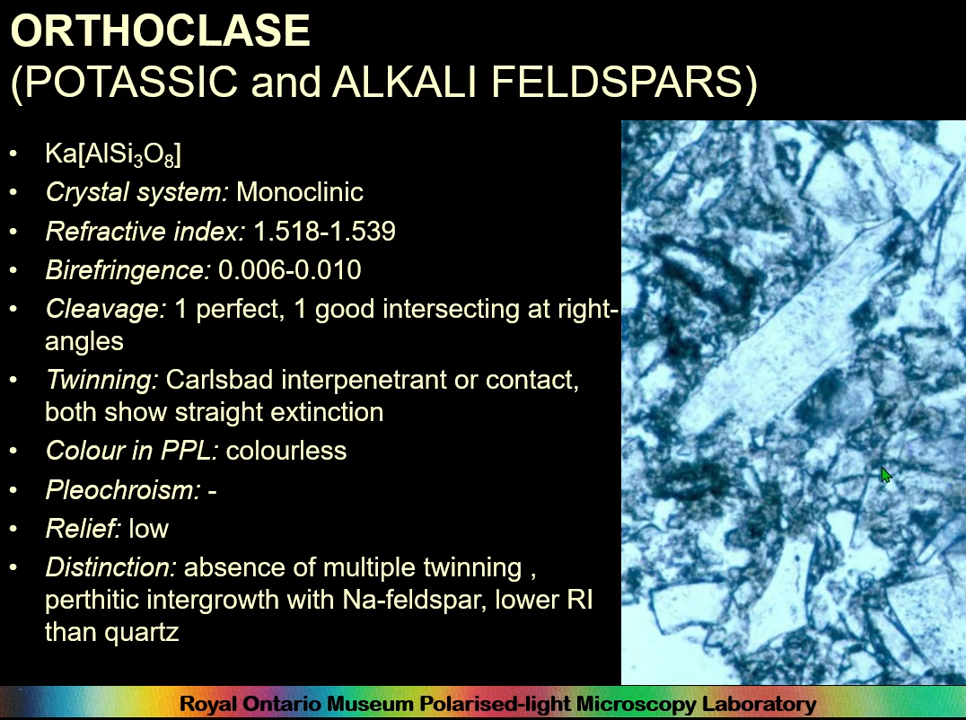 ORTHOCLASE
(POTASSIC and ALKALI FELDSPARS)
• Ka[AlSi₃O₈]
• Crystal system: Monoclinic
• Refractive index: 1.518-1.539
• Birefringence: 0.006-0.010
• Cleavage: 1 perfect, 1 good intersecting at right-
angles
• Twinning: Carlsbad interpenetrant or contact,
both show straight extinction
• Colour in PPL: colourless
• Pleochroism: -
• Relief: low
• Distinction: absence of multiple twinning ,
perthitic intergrowth with Na-feldspar, lower RI
than quartz
Royal Ontario Museum Polarised-light Microscopy Laboratory